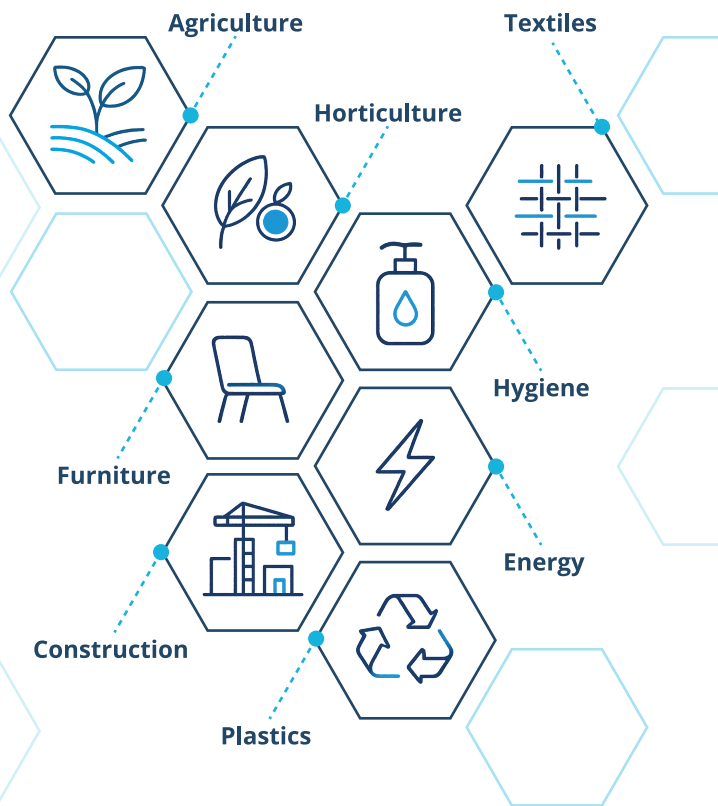 Agriculture
Textiles
Horticulture
Hygiene
Furniture
Energy
Construction
Plastics